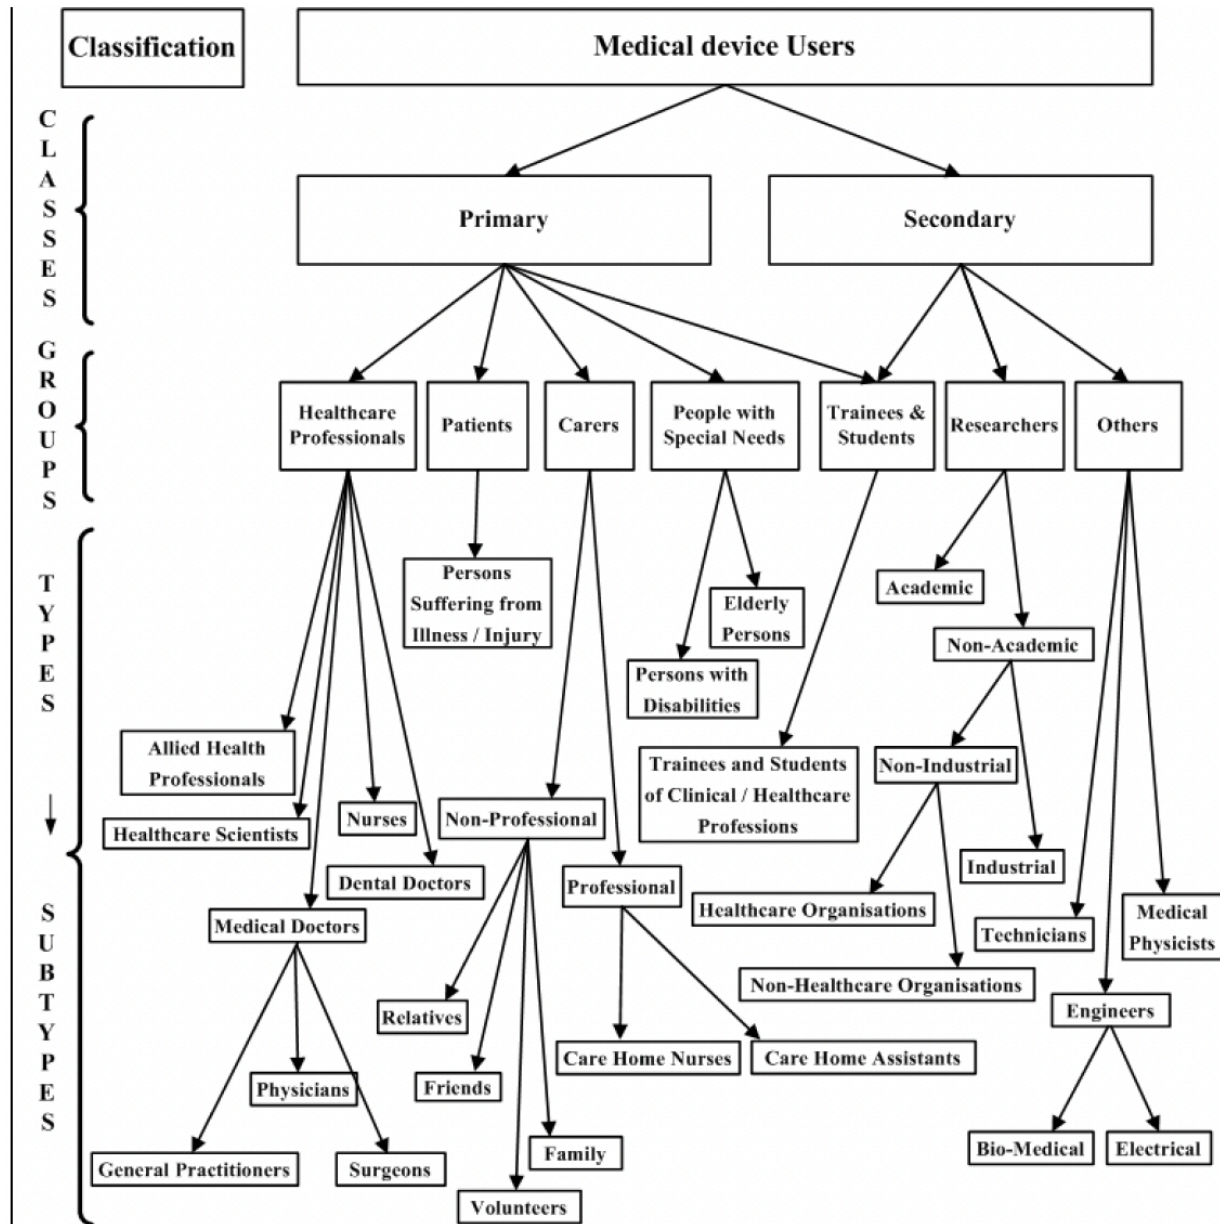 Classification
Medical device Users
CLASSES
Primary
Secondary
GROUPS
Healthcare
Professionals
Patients
Carers
People with
Special Needs
Trainees &
Students
Researchers
Others
TYPES
SUBTYPES
Persons
Suffering from
Illness / Injury
Elderly
Persons
Persons with
Disabilities
Academic
Non-Academic
Allied Health
Professionals
Healthcare Scientists
Nurses
Non-Professional
Trainees and Students
of Clinical / Healthcare
Professions
Non-Industrial
Industrial
Dental Doctors
Professional
Medical Doctors
Healthcare Organisations
Technicians
Medical
Physicists
Non-Healthcare Organisations
Relatives
Engineers
Care Home Nurses
Care Home Assistants
Physicians
Friends
General Practitioners
Surgeons
Family
Volunteers
Bio-Medical
Electrical